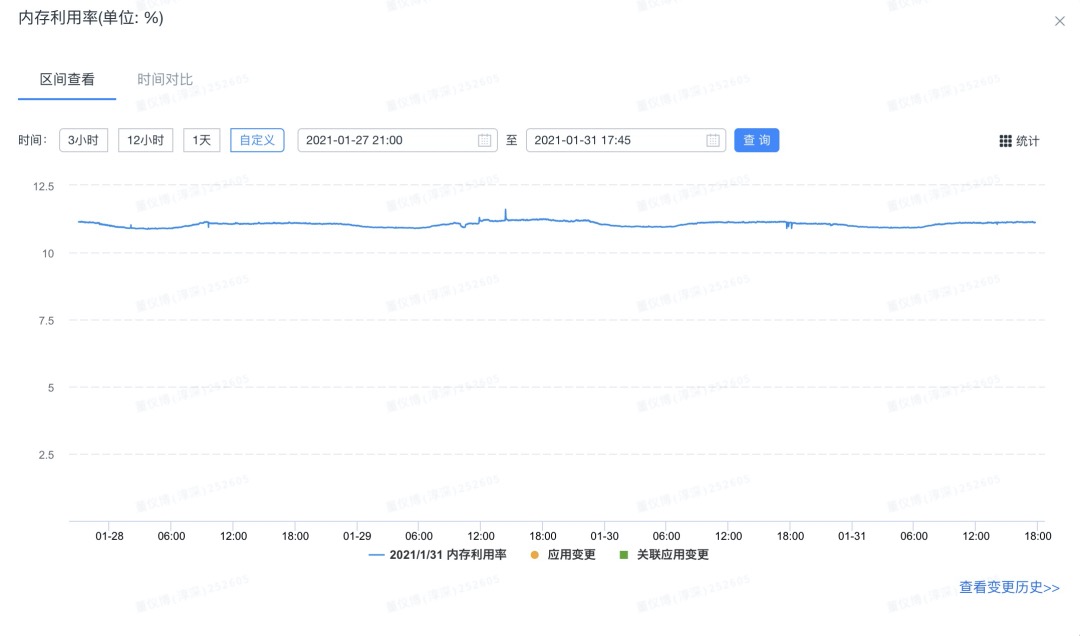 内存利用率(单位: %)
区间查看 时间对比
时间: 3小时 12小时 1天 自定义 2021-01-27 21:00 至 2021-01-31 17:45 查 询 统计
12.5
10
7.5
5
2.5
01-28 06:00 12:00 18:00 01-29 06:00 12:00 18:00 01-30 06:00 12:00 18:00 01-31 06:00 12:00 18:00
2021/1/31 内存利用率 应用变更 关联应用变更
查看变更历史>>